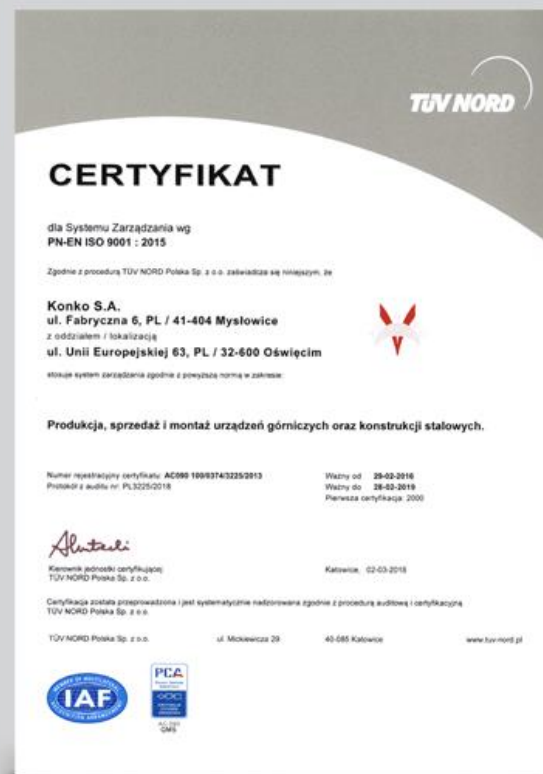 TÜV NORD
CERTYFIKAT
dla Systemu Zarządzania wg
PN-EN ISO 9001 : 2015
Zgodnie z procedurą TÜV NORD Polska Sp. z o.o. zaświadcza się niniejszym, że
Konko S.A.
ul. Fabryczna 6, PL / 41-404 Mysłowice
z oddziałem / lokalizacją
ul. Unii Europejskiej 63, PL / 32-600 Oświęcim
stosuje system zarządzania zgodnie z powyższą normą w zakresie:
Produkcja, sprzedaż i montaż urządzeń górniczych oraz konstrukcji stalowych.
Numer rejestracyjny certyfikatu: AC090 100/0374/3225/2013
Protokół z auditu nr: PL3225/2018
Ważny od 29-02-2016
Ważny do 28-02-2019
Pierwsza certyfikacja: 2000
Kierownik jednostki certyfikującej
TÜV NORD Polska Sp. z o.o.
Katowice, 02-03-2018
Certyfikacja została przeprowadzona i jest systematycznie nadzorowana zgodnie z procedurą auditową i certyfikacyjną
TÜV NORD Polska Sp. z o.o.
TÜV NORD Polska Sp. z o.o. ul. Mickiewicza 29 40-085 Katowice www.tuv-nord.pl
IAF
PCA
QMS